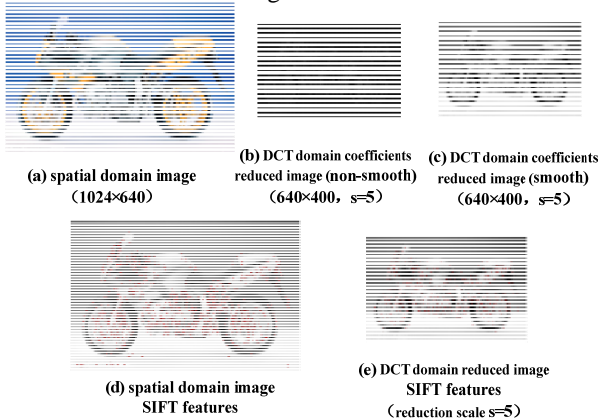 (a) spatial domain image
（1024×640）
(b) DCT domain coefficients
reduced image (non-smooth)
（640×400，s=5）
(c) DCT domain coefficients
reduced image (smooth)
（640×400，s=5）
(d) spatial domain image
SIFT features
(e) DCT domain reduced image
SIFT features
（reduction scale s=5）